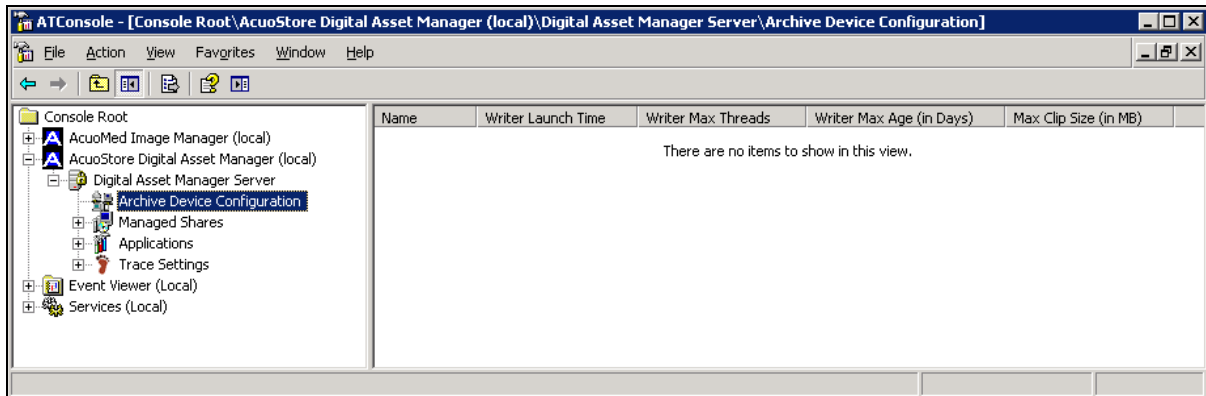 ATConsole - [Console Root\AcuoStore Digital Asset Manager (local)\Digital Asset Manager Server\Archive Device Configuration]
File Action View Favorites Window Help
Console Root
AcuoMed Image Manager (local)
AcuoStore Digital Asset Manager (local)
Digital Asset Manager Server
Archive Device Configuration
Managed Shares
Applications
Trace Settings
Event Viewer (Local)
Services (Local)
Name Writer Launch Time Writer Max Threads Writer Max Age (in Days) Max Clip Size (in MB)
There are no items to show in this view.